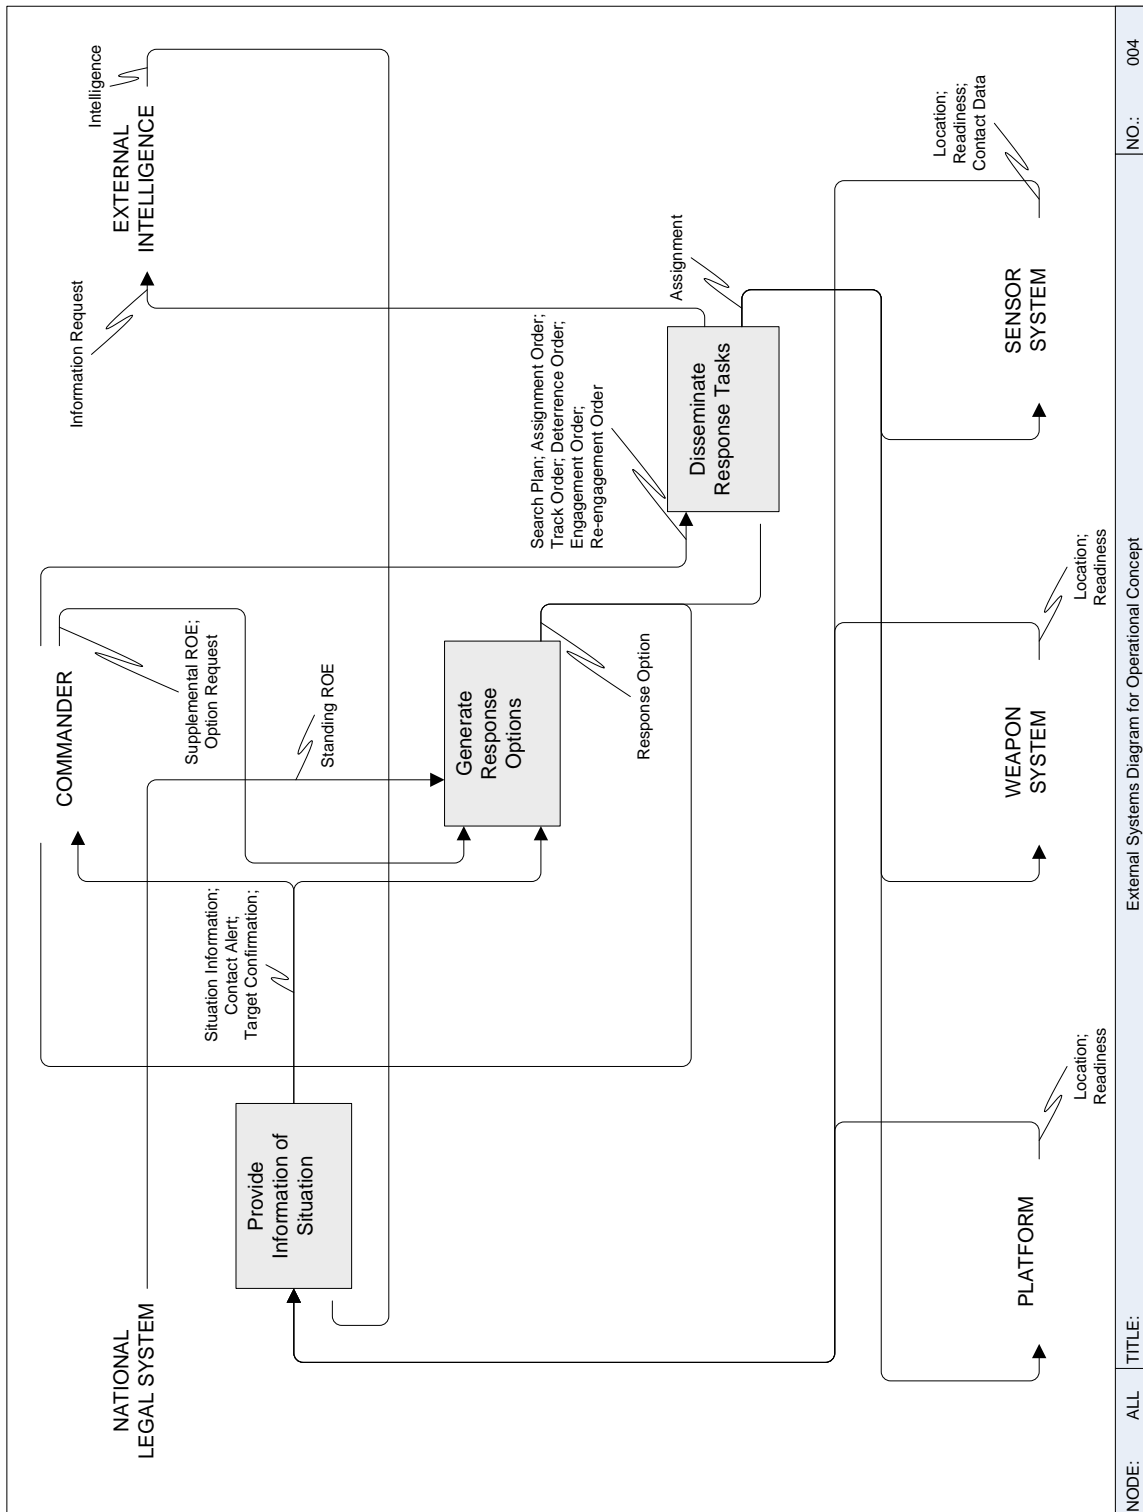 NATIONAL
LEGAL SYSTEM
COMMANDER
EXTERNAL
INTELLIGENCE
Intelligence
Information Request
Supplemental ROE;
Option Request
Standing ROE
Situation Information;
Contact Alert;
Target Confirmation;
Provide
Information of
Situation
Generate
Response
Options
Response Option
Search Plan; Assignment Order;
Track Order; Deterrence Order;
Engagement Order;
Re-engagement Order
Disseminate
Response Tasks
Assignment
PLATFORM
Location;
Readiness
WEAPON
SYSTEM
Location;
Readiness
SENSOR
SYSTEM
Location;
Readiness;
Contact Data
NODE: ALL
TITLE: External Systems Diagram for Operational Concept
NO.: 004